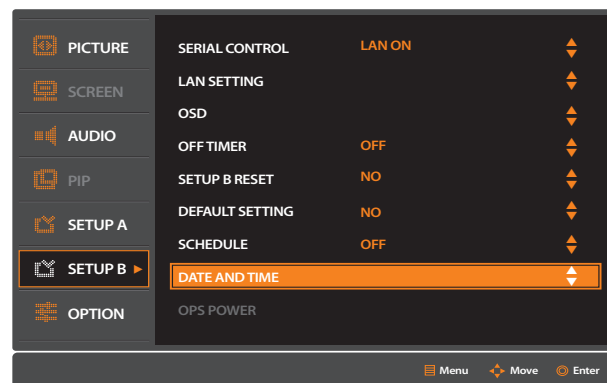 PICTURE
SCREEN
AUDIO
PIP
SETUP A
SETUP B
OPTION
SERIAL CONTROL LAN ON
LAN SETTING
OSD
OFF TIMER OFF
SETUP B RESET NO
DEFAULT SETTING NO
SCHEDULE OFF
DATE AND TIME
OPS POWER
Menu Move Enter